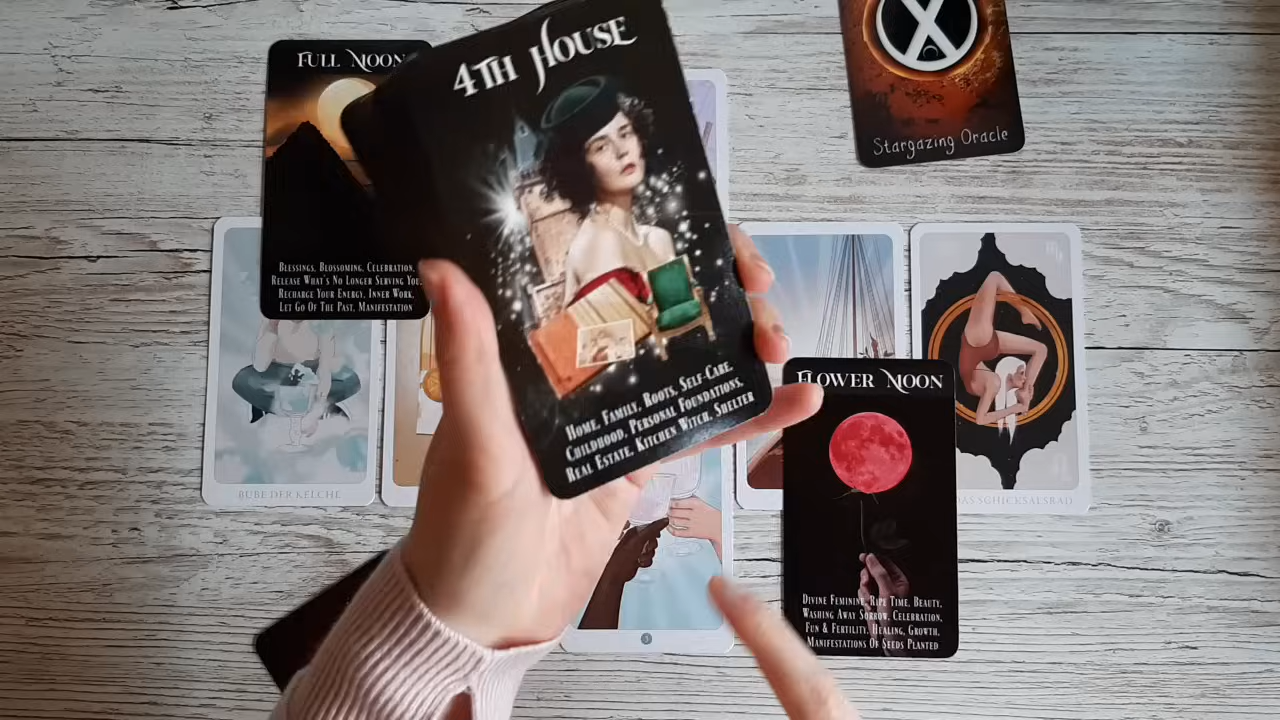 FULL MOON
BLESSINGS, BLOSSOMING, CELEBRATION,
RELEASE WHAT'S NO LONGER SERVING YOU,
RECHARGE YOUR ENERGY, INNER WORK,
LET GO OF THE PAST, MANIFESTATION
4TH HOUSE
HOME, FAMILY, ROOTS, SELF-CARE,
CHILDHOOD, PERSONAL FOUNDATIONS,
REAL ESTATE, KITCHEN WITCH, SHELTER
Stargazing Oracle
BUBE DER KELCHE
FLOWER MOON
DIVINE FEMININE, RIPE TIME, BEAUTY,
WASHING AWAY SORROW, CELEBRATION,
FUN & FERTILITY, HEALING, GROWTH,
MANIFESTATIONS OF SEEDS PLANTED
DAS SCHICKSALSRAD